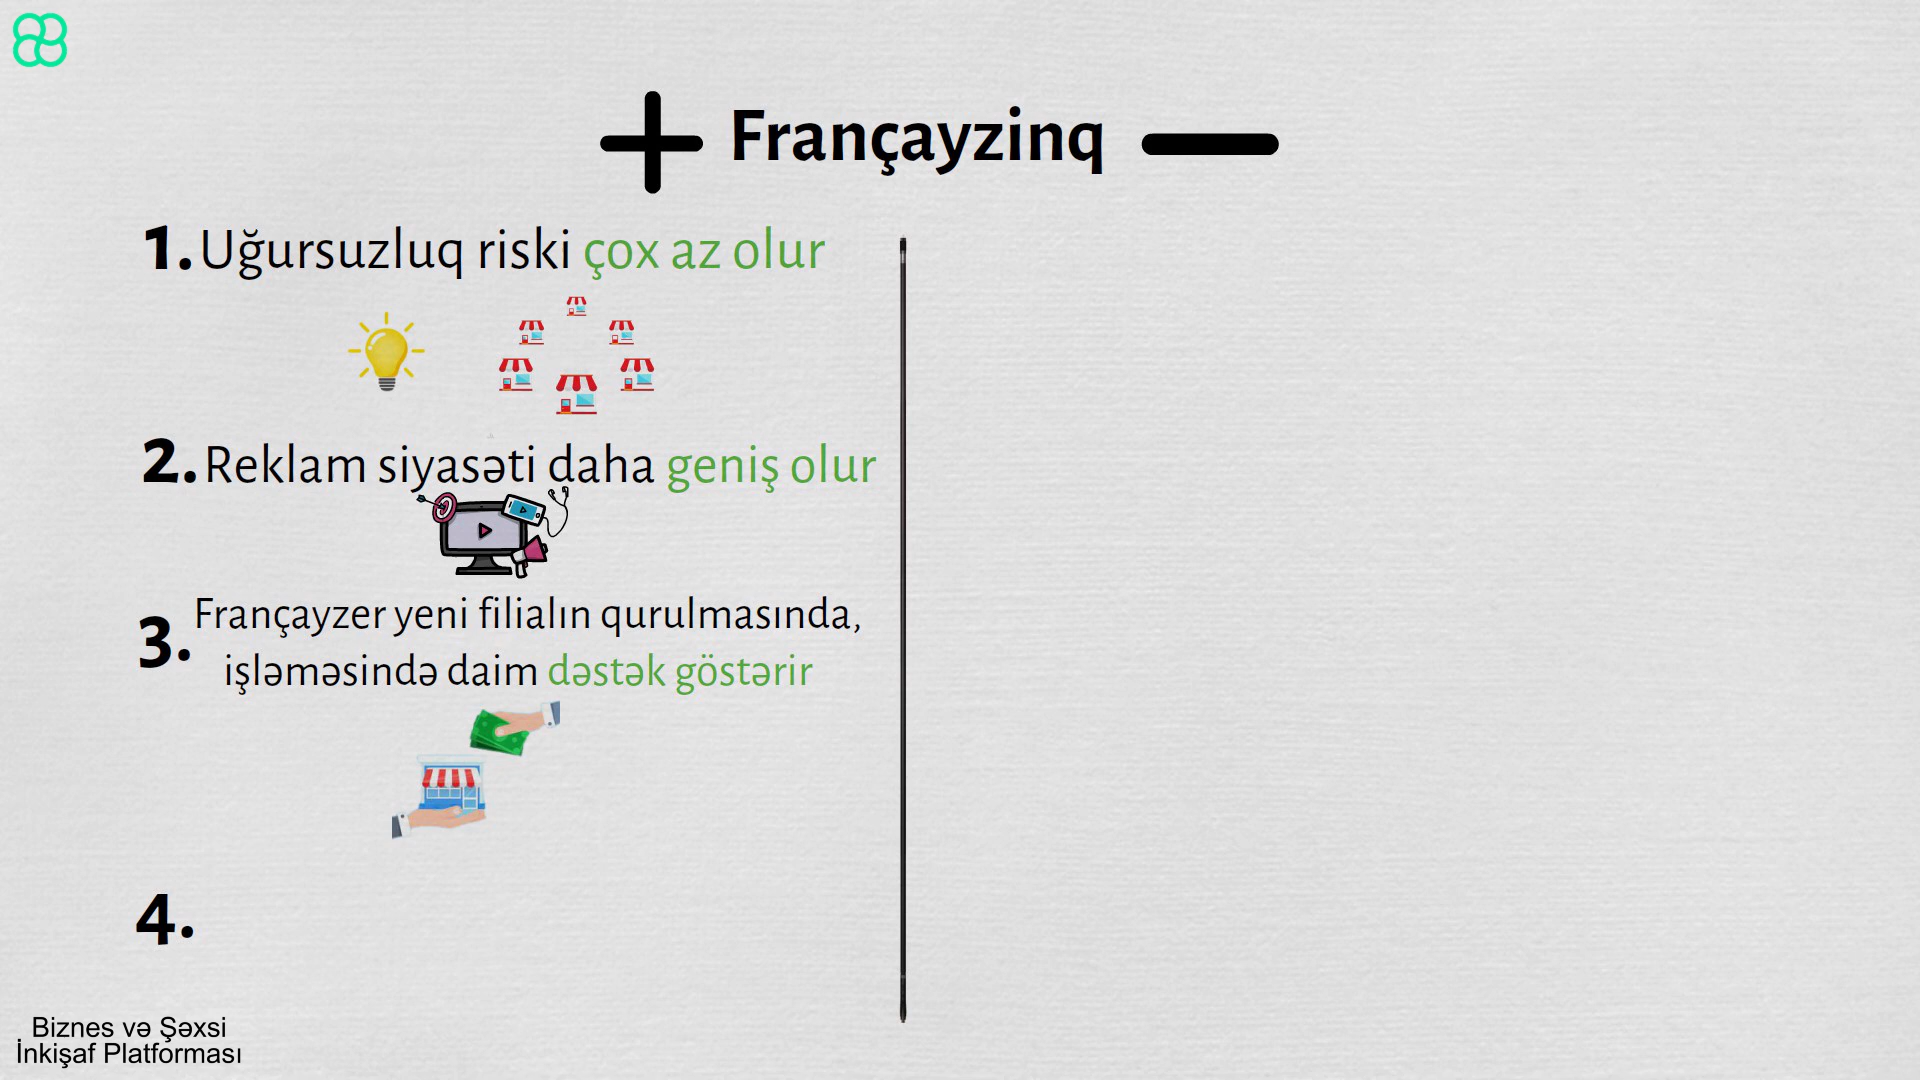 Françayzinq
1. Uğursuzluq riski çox az olur
2. Reklam siyasəti daha geniş olur
3. Françayzer yeni filialın qurulmasında,
işləməsində daim dəstək göstərir
4.
Biznes və Şəxsi
İnkişaf Platforması